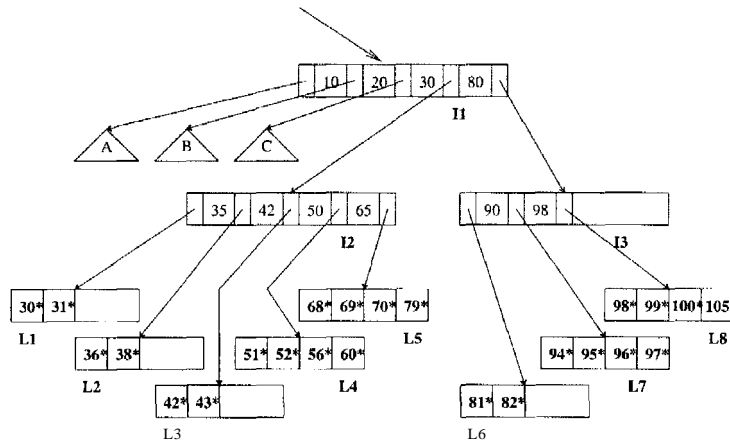 10 20 30 80
I1
A B C
35 42 50 65
90 98
I2
I3
30* 31*
68* 69* 70* 79*
98* 99* 100* 105
L1
L5
L8
36* 38*
51* 52* 56* 60*
94* 95* 96* 97*
L2
L4
L7
42* 43*
81* 82*
L3
L6